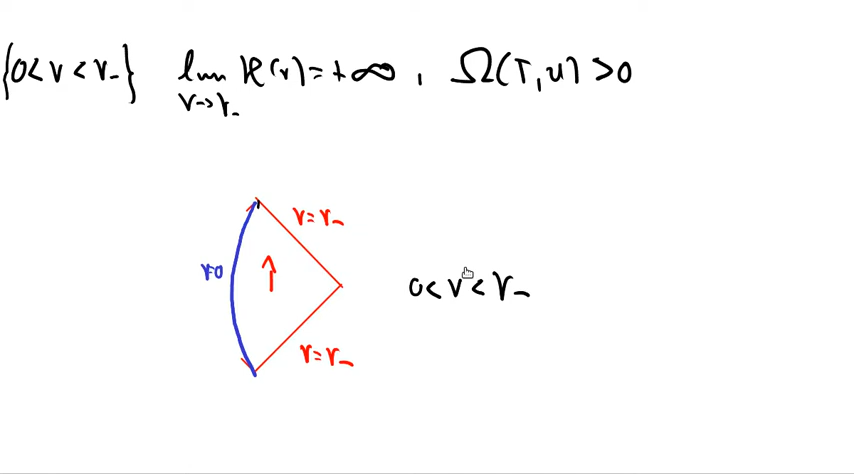 {0<r<r₋} lim R(r)=+∞, Ω(T,u)>0
r→r₋
r=r₋
r=0
0<r<r₋
r=r₋